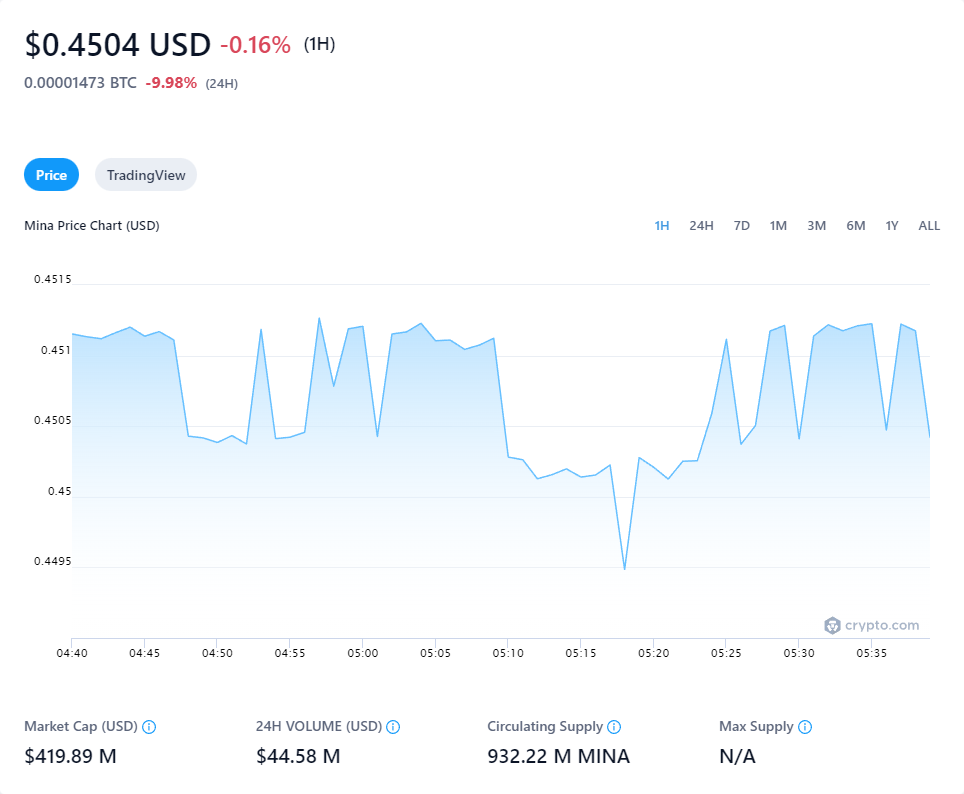 $0.4504 USD -0.16% (1H)
0.00001473 BTC -9.98% (24H)
Price TradingView
Mina Price Chart (USD) 1H 24H 7D 1M 3M 6M 1Y ALL
0.4515
0.451
0.4505
0.45
0.4495
crypto.com
04:40 04:45 04:50 04:55 05:00 05:05 05:10 05:15 05:20 05:25 05:30 05:35
Market Cap (USD) 24H VOLUME (USD) Circulating Supply Max Supply
$419.89 M $44.58 M 932.22 M MINA N/A